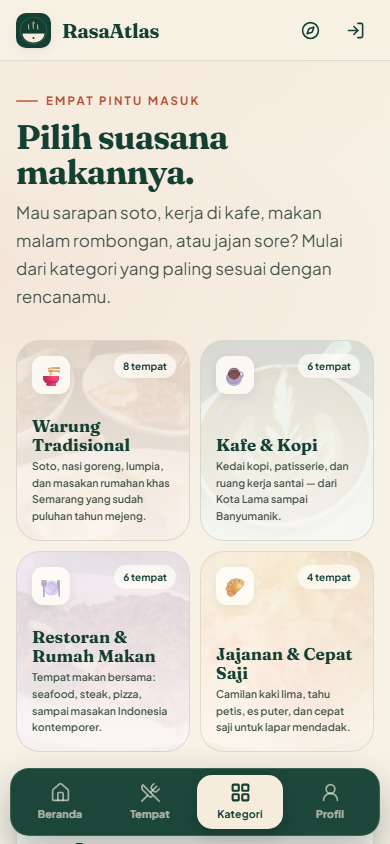 RasaAtlas
EMPAT PINTU MASUK
Pilih suasana
makannya.
Mau sarapan soto, kerja di kafe, makan
malam rombongan, atau jajan sore? Mulai
dari kategori yang paling sesuai dengan
rencanamu.
8 tempat
Warung
Tradisional
Soto, nasi goreng, lumpia,
dan masakan rumahan khas
Semarang yang sudah
puluhan tahun mejeng.
6 tempat
Kafe & Kopi
Kedai kopi, patisserie, dan
ruang kerja santai — dari
Kota Lama sampai
Banyumanik.
6 tempat
Restoran &
Rumah Makan
Tempat makan bersama:
seafood, steak, pizza,
sampai masakan Indonesia
kontemporer.
4 tempat
Jajanan & Cepat
Saji
Camilan kaki lima, tahu
petis, es puter, dan cepat
saji untuk lapar mendadak.
Beranda
Tempat
Kategori
Profil